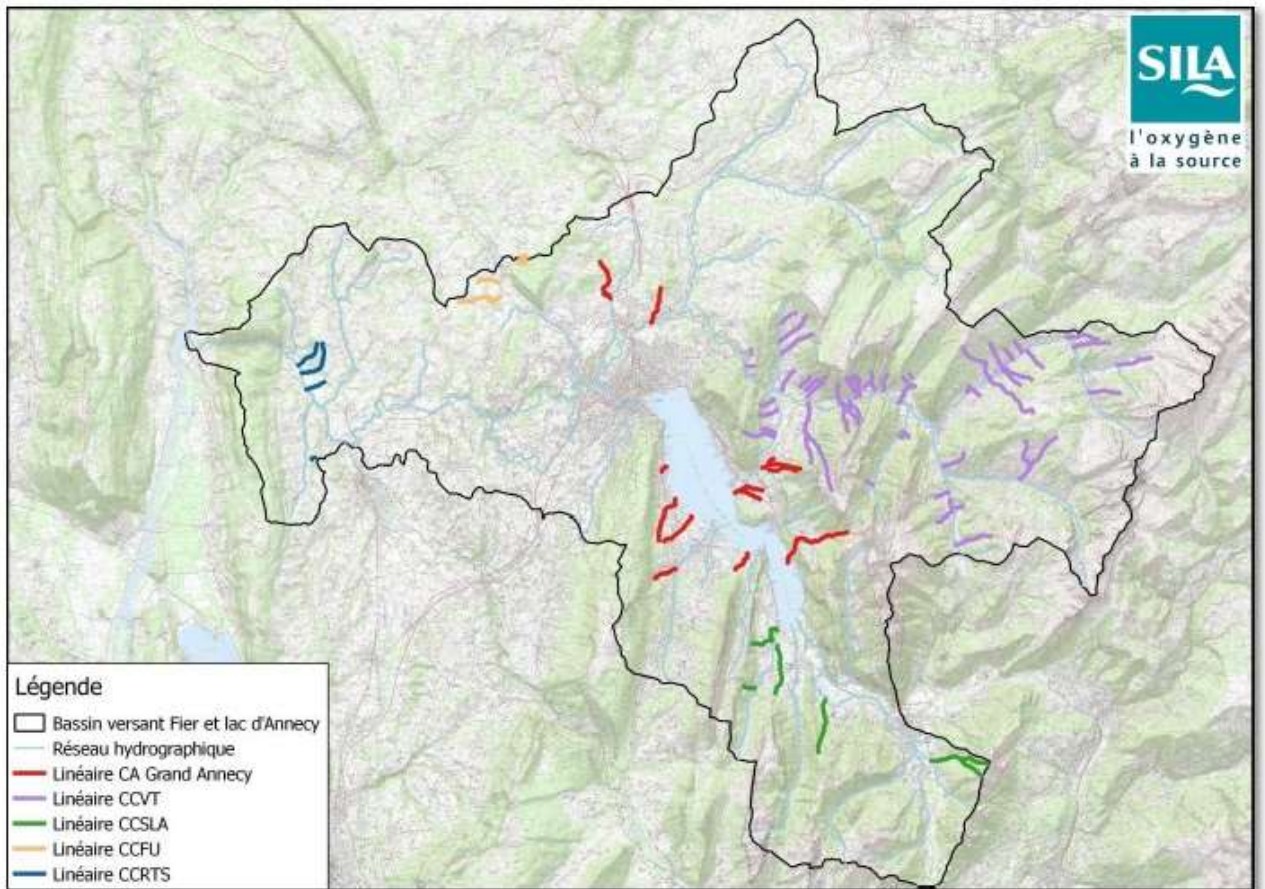 SILA
l'oxygène
à la source
Légende
Bassin versant Fier et lac d'Annecy
Réseau hydrographique
Linéaire CA Grand Annecy
Linéaire CCVT
Linéaire CCSLA
Linéaire CCFU
Linéaire CCRTS